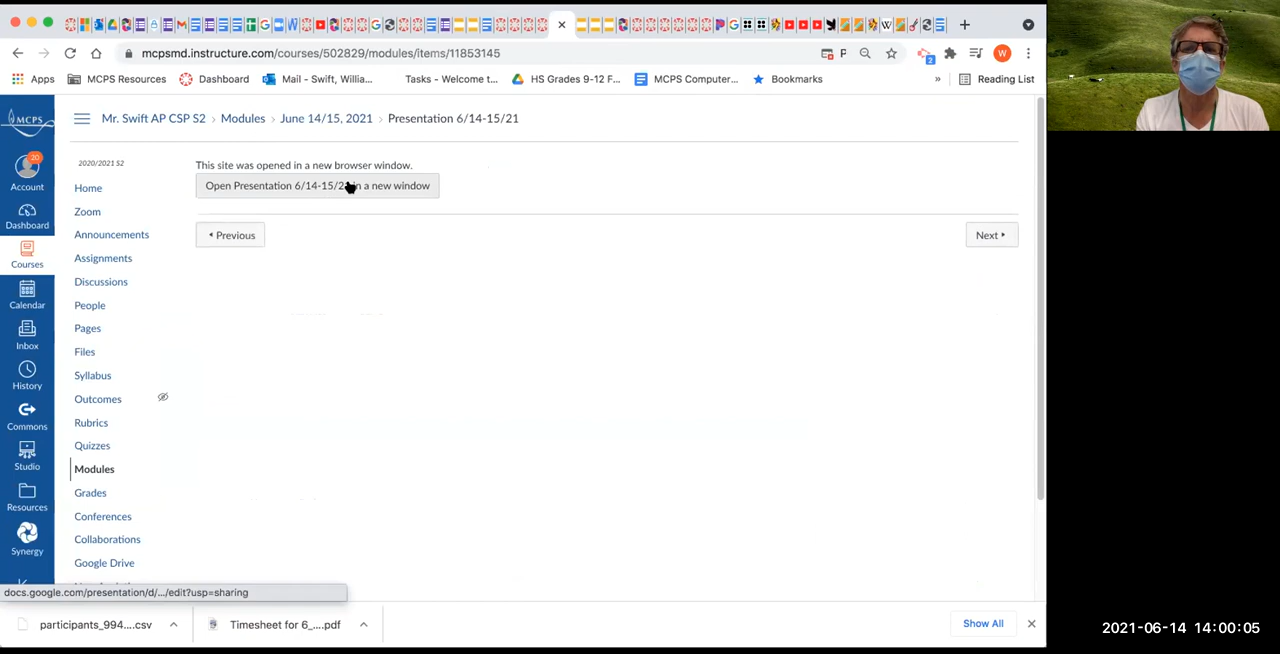 mcpsmd.instructure.com/courses/502829/modules/items/11853145
P
2
W
Apps
MCPS Resources
Dashboard
Mail - Swift, Willia...
Tasks - Welcome t...
HS Grades 9-12 F...
MCPS Computer...
Bookmarks
»
Reading List
MCPS
Mr. Swift AP CSP S2 › Modules › June 14/15, 2021 › Presentation 6/14-15/21
20
Account
Dashboard
Courses
Calendar
Inbox
History
Commons
Studio
Resources
Synergy
2020/2021 S2
Home
Zoom
Announcements
Assignments
Discussions
People
Pages
Files
Syllabus
Outcomes
Rubrics
Quizzes
Modules
Grades
Conferences
Collaborations
Google Drive
This site was opened in a new browser window.
Open Presentation 6/14-15/21 in a new window
Previous
Next
docs.google.com/presentation/d/.../edit?usp=sharing
participants_994....csv
Timesheet for 6_....pdf
Show All
2021-06-14 14:00:05